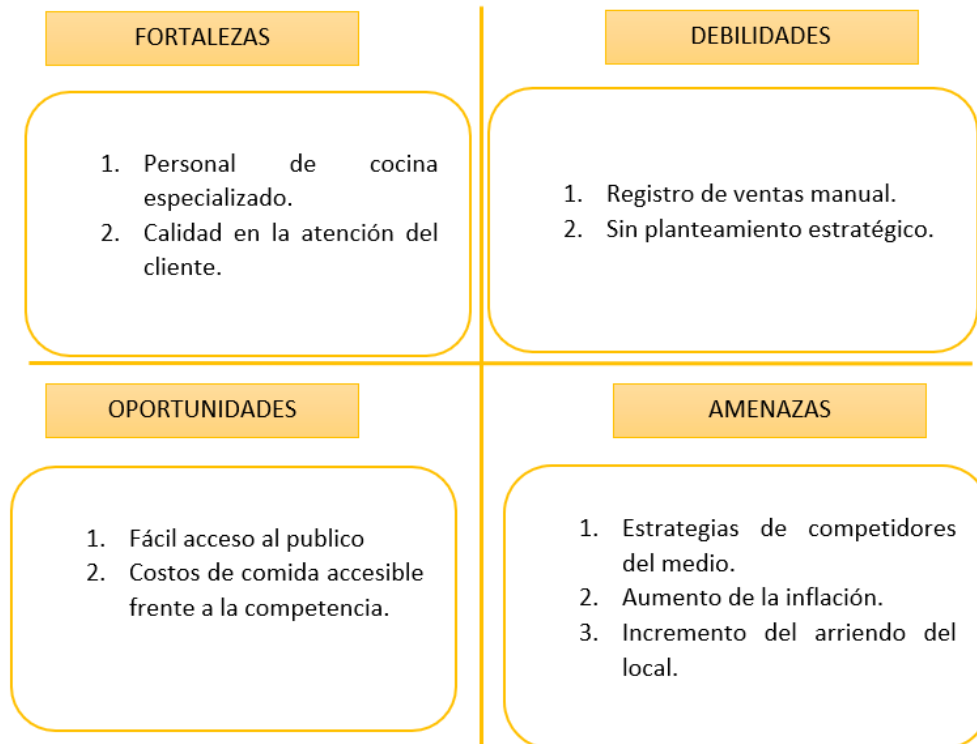 FORTALEZAS
1. Personal de cocina
especializado.
2. Calidad en la atención del
cliente.
DEBILIDADES
1. Registro de ventas manual.
2. Sin planteamiento estratégico.
OPORTUNIDADES
1. Fácil acceso al publico
2. Costos de comida accesible
frente a la competencia.
AMENAZAS
1. Estrategias de competidores
del medio.
2. Aumento de la inflación.
3. Incremento del arriendo del
local.